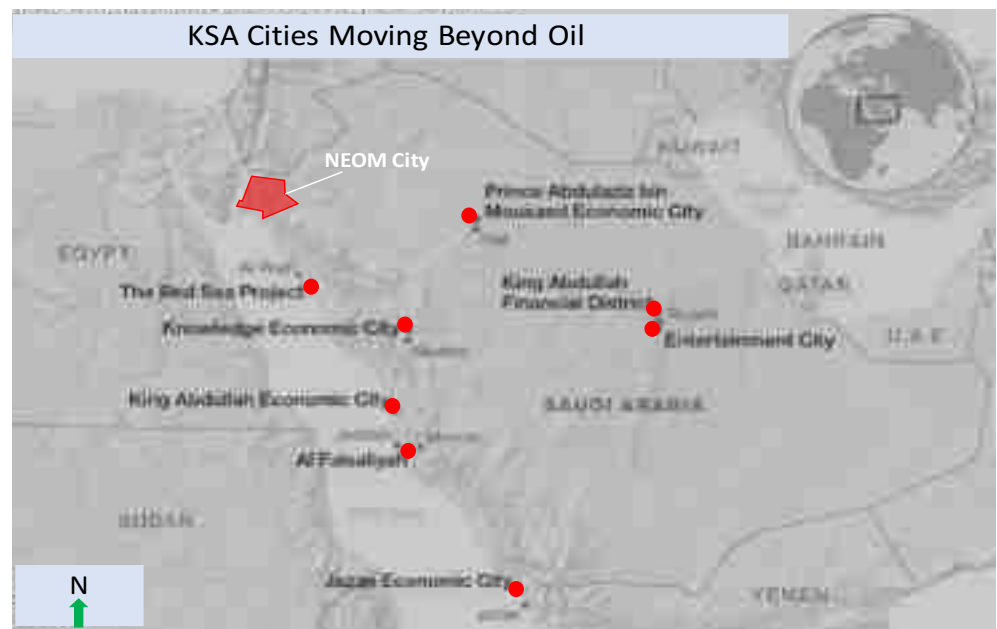 KSA Cities Moving Beyond Oil
KUWAIT
NEOM City
Prince Abdulaziz bin
Mousaid Economic City
EGYPT
BAHRAIN
The Red Sea Project
King Abdullah
Financial District
QATAR
Knowledge Economic City
Entertainment City
U.A.E
King Abdullah Economic City
SAUDI ARABIA
Al Faisaliyah
SUDAN
N
Jazan Economic City
YEMEN